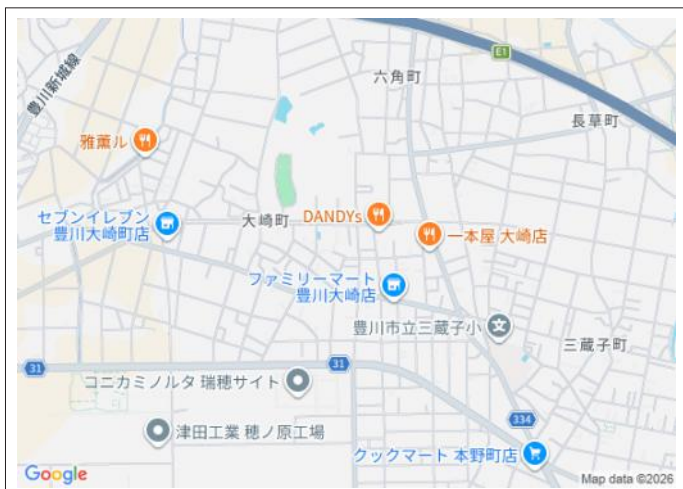 E1
六角町
豊川新城線
長草町
雅薫ル
セブンイレブン
豊川大崎町店
大崎町
DANDYs
一本屋 大崎店
ファミリーマート
豊川大崎店
豊川市立三蔵子小
三蔵子町
31
31
コニカミノルタ 瑞穂サイト
334
津田工業 穂ノ原工場
クックマート 本野町店
Google
Map data ©2026